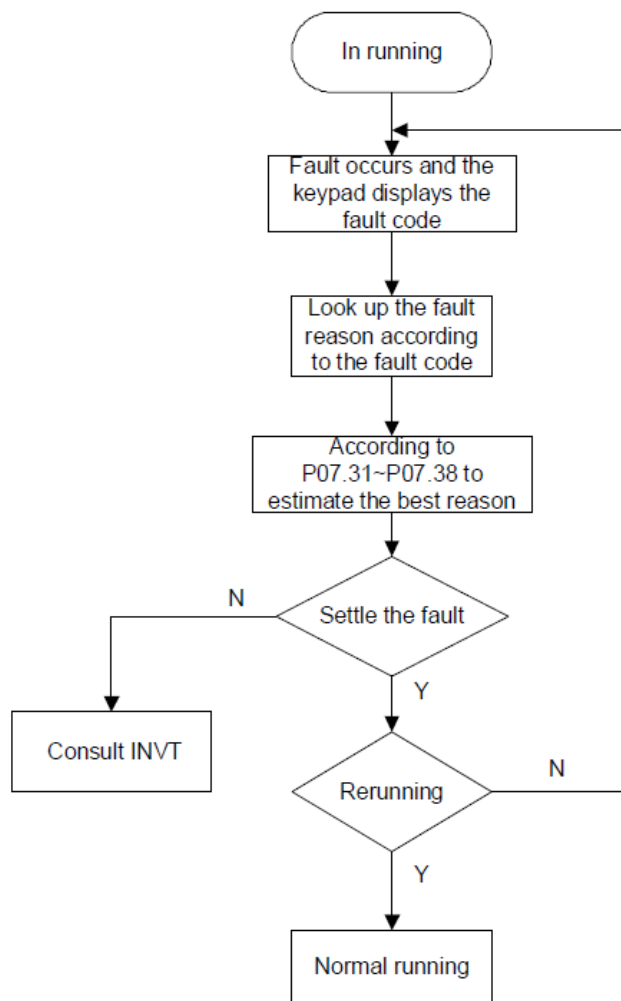 In running
Fault occurs and the
keypad displays the
fault code
Look up the fault
reason according
to the fault code
According to
P07.31~P07.38 to
estimate the best reason
N
Settle the fault
Y
Consult INVT
N
Rerunning
Y
Normal running